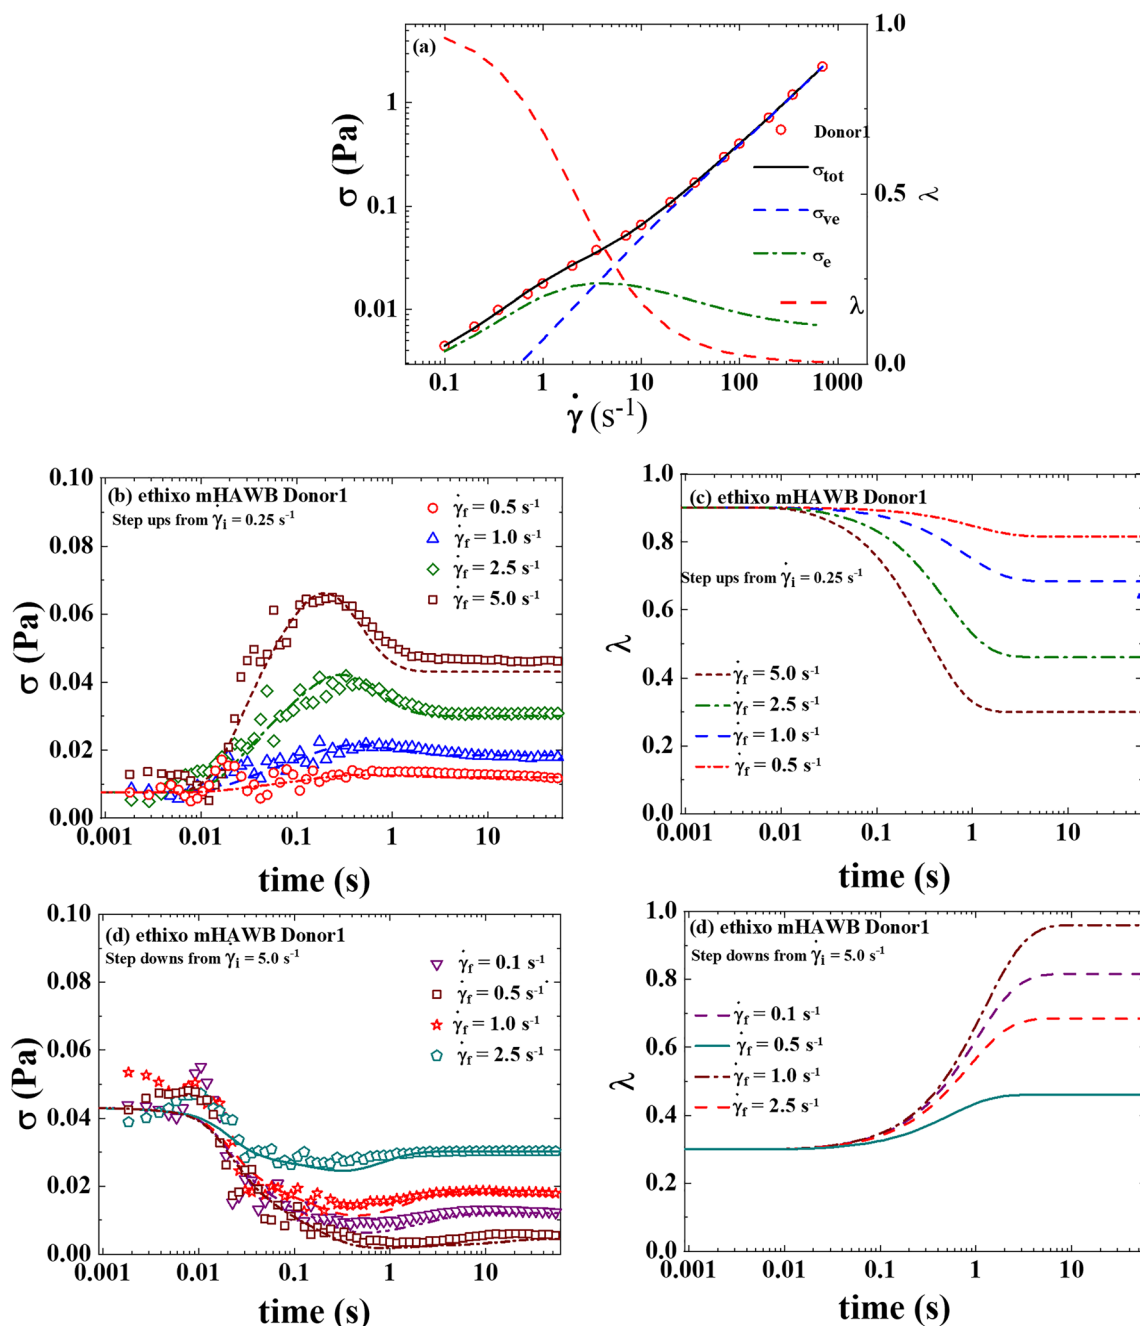 (a)
σ (Pa)
1
0.1
0.01
1.0
0.5
0.0
λ
Donor1
σtot
σve
σe
λ
0.1 1 10 100 1000
γ̇ (s-1)
(b) ethixo mHAWB Donor1
Step ups from γ̇i = 0.25 s-1
γ̇f = 0.5 s-1
γ̇f = 1.0 s-1
γ̇f = 2.5 s-1
γ̇f = 5.0 s-1
σ (Pa)
0.10
0.08
0.06
0.04
0.02
0.00
0.001 0.01 0.1 1 10
time (s)
(c) ethixo mHAWB Donor1
Step ups from γ̇i = 0.25 s-1
γ̇f = 5.0 s-1
γ̇f = 2.5 s-1
γ̇f = 1.0 s-1
γ̇f = 0.5 s-1
λ
1.0
0.8
0.6
0.4
0.2
0.0
0.001 0.01 0.1 1 10
time (s)
(d) ethixo mHAWB Donor1
Step downs from γ̇i = 5.0 s-1
γ̇f = 0.1 s-1
γ̇f = 0.5 s-1
γ̇f = 1.0 s-1
γ̇f = 2.5 s-1
σ (Pa)
0.10
0.08
0.06
0.04
0.02
0.00
0.001 0.01 0.1 1 10
time (s)
(d) ethixo mHAWB Donor1
Step downs from γ̇i = 5.0 s-1
γ̇f = 0.1 s-1
γ̇f = 0.5 s-1
γ̇f = 1.0 s-1
γ̇f = 2.5 s-1
λ
1.0
0.8
0.6
0.4
0.2
0.0
0.001 0.01 0.1 1 10
time (s)